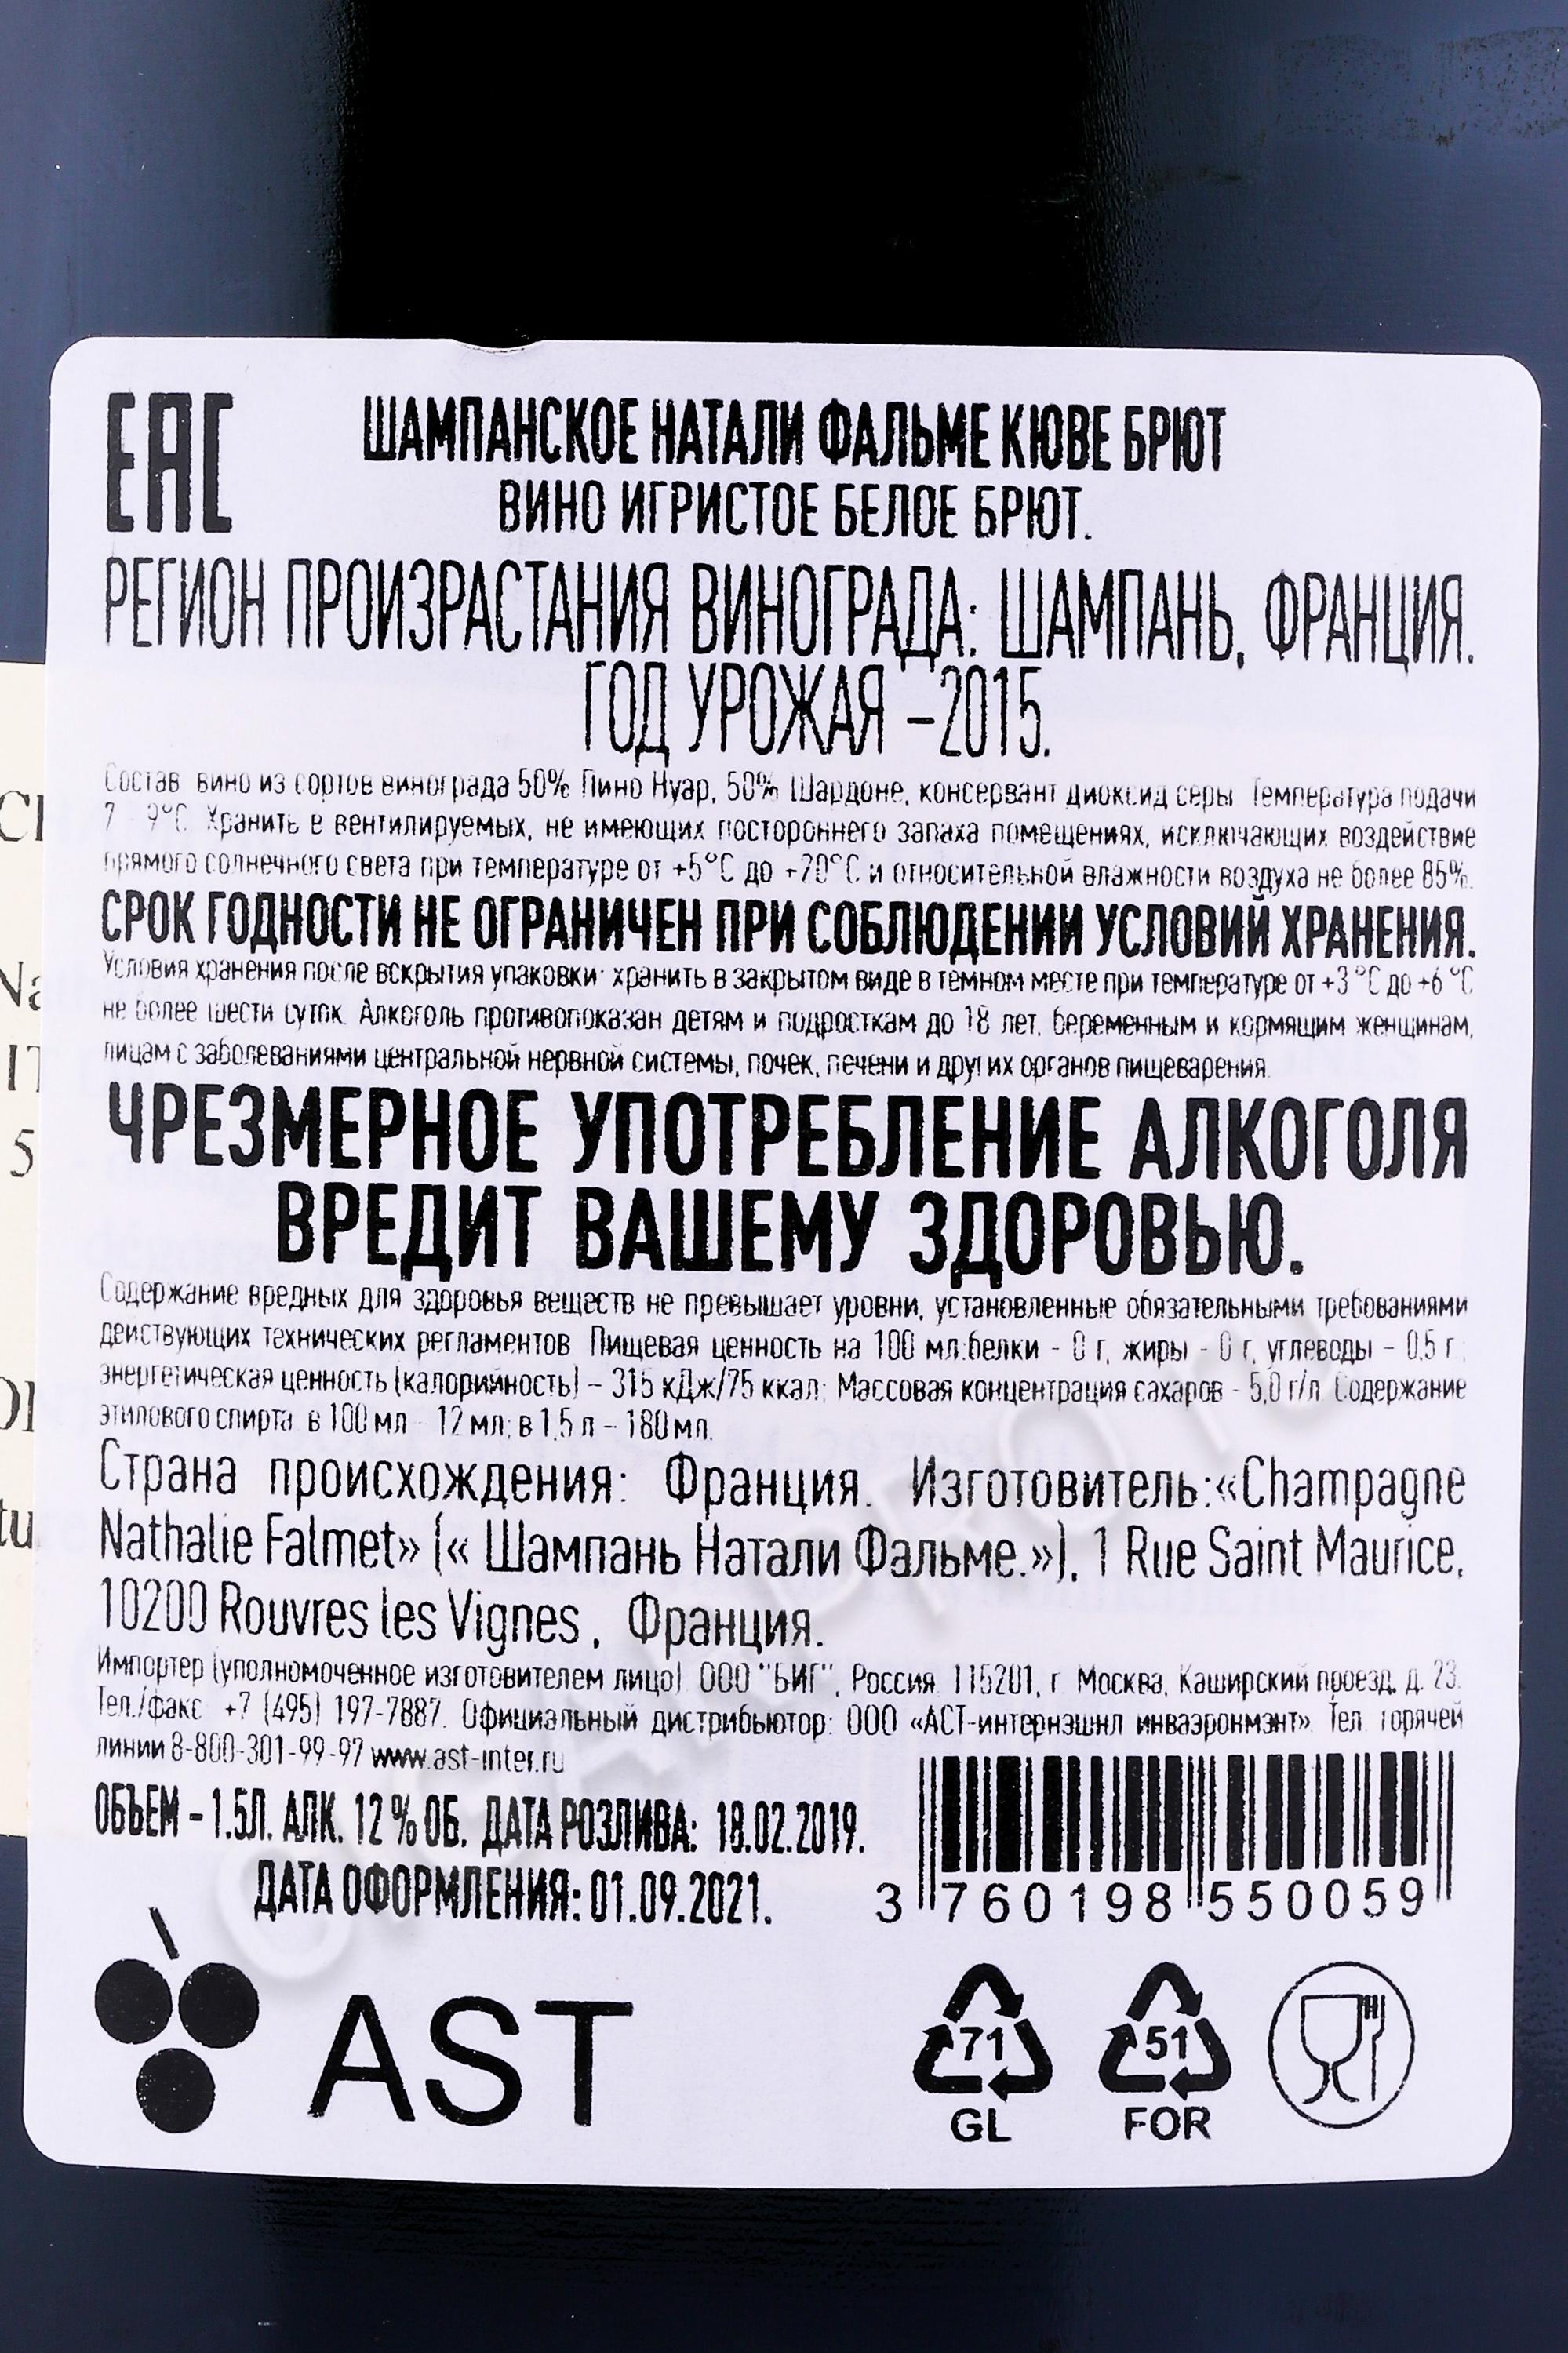 ЕАС
ШАМПАНСКОЕ НАТАЛИ ФАЛЬМЕ КЮВЕ БРЮТ
ВИНО ИГРИСТОЕ БЕЛОЕ БРЮТ.
РЕГИОН ПРОИЗРАСТАНИЯ ВИНОГРАДА: ШАМПАНЬ, ФРАНЦИЯ.
ГОД УРОЖАЯ –2015.
Состав вино из сортов винограда 50% Пино Нуар, 50% Шардоне, консервант диоксид серы Температура подачи
7 - 9°С Хранить в вентилируемых, не имеющих постороннего запаха помещениях, исключающих воздействие
прямого солнечного света при температуре от +5°С до +20°С и относительной влажности воздуха не более 85%.
СРОК ГОДНОСТИ НЕ ОГРАНИЧЕН ПРИ СОБЛЮДЕНИИ УСЛОВИЙ ХРАНЕНИЯ.
Условия хранения после вскрытия упаковки: хранить в закрытом виде в темном месте при температуре от +3 °С до +6 °С
не более шести суток. Алкоголь противопоказан детям и подросткам до 18 лет, беременным и кормящим женщинам,
лицам с заболеваниями центральной нервной системы, почек, печени и других органов пищеварения.
ЧРЕЗМЕРНОЕ УПОТРЕБЛЕНИЕ АЛКОГОЛЯ
ВРЕДИТ ВАШЕМУ ЗДОРОВЬЮ.
Содержание вредных для здоровья веществ не превышает уровни, установленные обязательными требованиями
действующих технических регламентов Пищевая ценность на 100 мл:белки - 0 г, жиры - 0 г, углеводы – 0,5 г ;
энергетическая ценность (калорийность) – 315 кДж/75 ккал; Массовая концентрация сахаров - 5,0 г/л Содержание
этилового спирта в 100 мл - 12 мл; в 1,5 л – 180 мл.
Страна происхождения: Франция. Изготовитель:«Champagne
Nathalie Falmet» (« Шампань Натали Фальме.»), 1 Rue Saint Maurice,
10200 Rouvres les Vignes , Франция.
Импортер (уполномоченное изготовителем лицо) ООО "БИГ", Россия 115201, г. Москва, Каширский проезд, д. 23.
Тел./факс +7 (495) 197-7887. Официальный дистрибьютор: ООО «АСТ-интернэшнл инваэронмэнт» Тел. горячей
линии 8-800-301-99-97 www.ast-inter.ru
ОБЪЕМ – 1.5Л. АЛК. 12 % ОБ. ДАТА РОЗЛИВА: 18.02.2019.
ДАТА ОФОРМЛЕНИЯ: 01.09.2021.
3 760198 550059
AST
71
GL
51
FOR